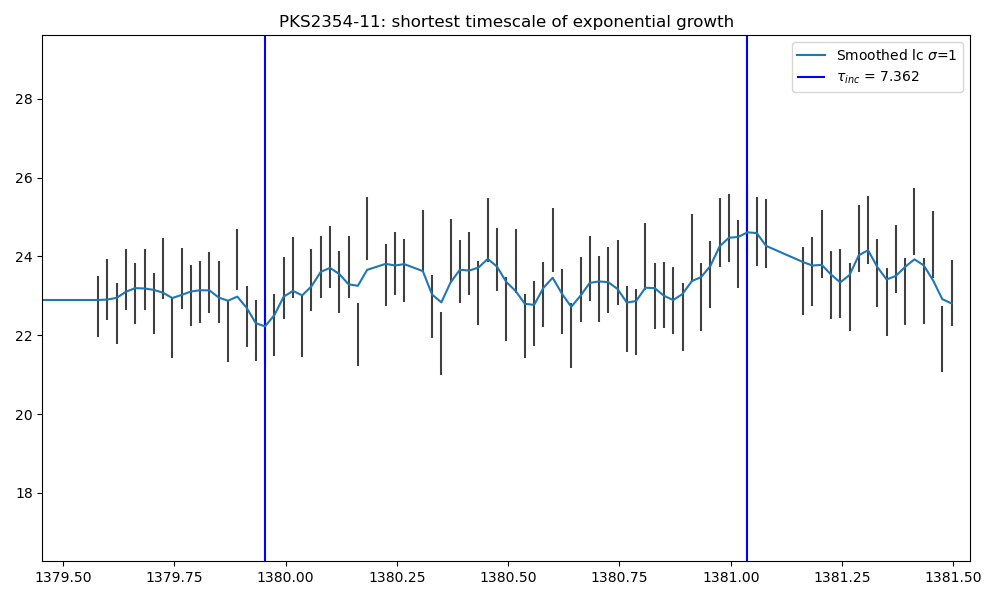 PKS2354-11: shortest timescale of exponential growth
Smoothed lc σ=1
τ_inc = 7.362
28
26
24
22
20
18
1379.50 1379.75 1380.00 1380.25 1380.50 1380.75 1381.00 1381.25 1381.50